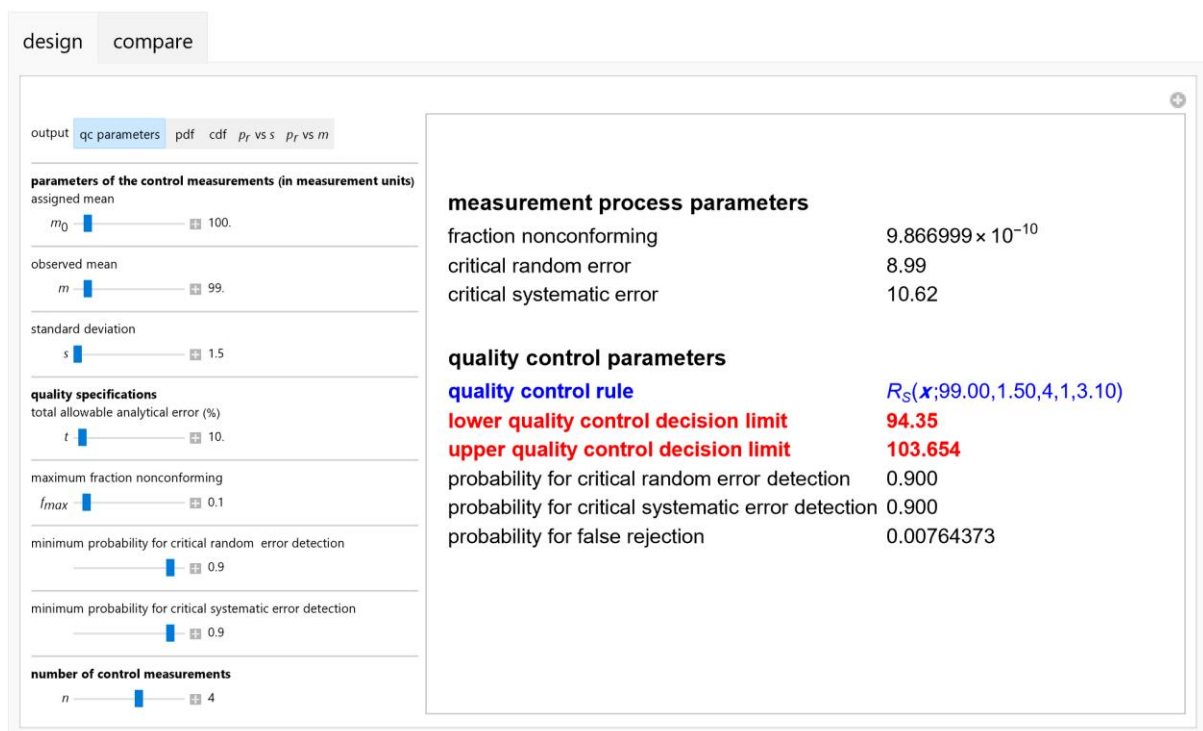 design compare
output qc parameters pdf cdf pᵣ vs s pᵣ vs m
parameters of the control measurements (in measurement units)
assigned mean
m₀ 100.
observed mean
m 99.
standard deviation
s 1.5
quality specifications
total allowable analytical error (%)
t 10.
maximum fraction nonconforming
fmax 0.1
minimum probability for critical random error detection
0.9
minimum probability for critical systematic error detection
0.9
number of control measurements
n 4
measurement process parameters
fraction nonconforming 9.866999 × 10⁻¹⁰
critical random error 8.99
critical systematic error 10.62
quality control parameters
quality control rule R_S(x;99.00,1.50,4,1,3.10)
lower quality control decision limit 94.35
upper quality control decision limit 103.654
probability for critical random error detection 0.900
probability for critical systematic error detection 0.900
probability for false rejection 0.00764373